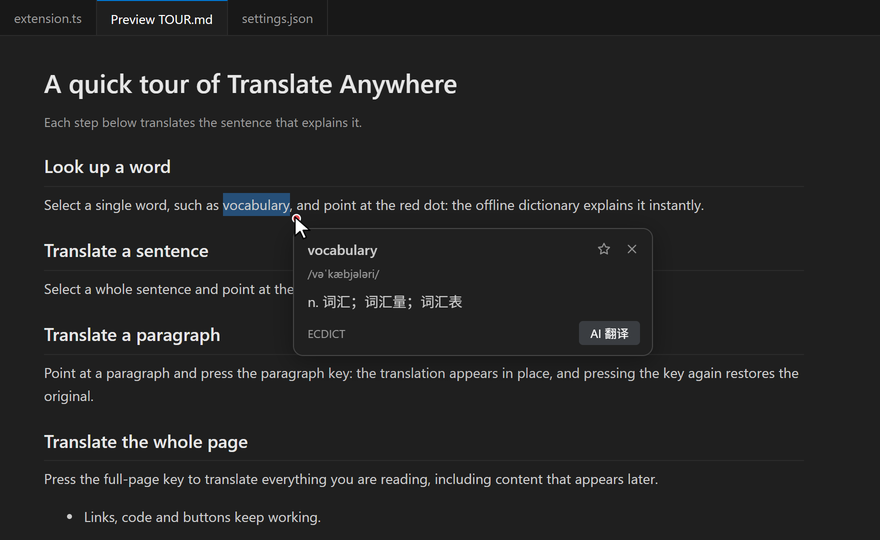 extension.ts
Preview TOUR.md
settings.json
A quick tour of Translate Anywhere
Each step below translates the sentence that explains it.
Look up a word
Select a single word, such as vocabulary, and point at the red dot: the offline dictionary explains it instantly.
Translate a sentence
Select a whole sentence and point at the
vocabulary
/vəˈkæbjələri/
n. 词汇；词汇量；词汇表
ECDICT
AI 翻译
Translate a paragraph
Point at a paragraph and press the paragraph key: the translation appears in place, and pressing the key again restores the
original.
Translate the whole page
Press the full-page key to translate everything you are reading, including content that appears later.
• Links, code and buttons keep working.